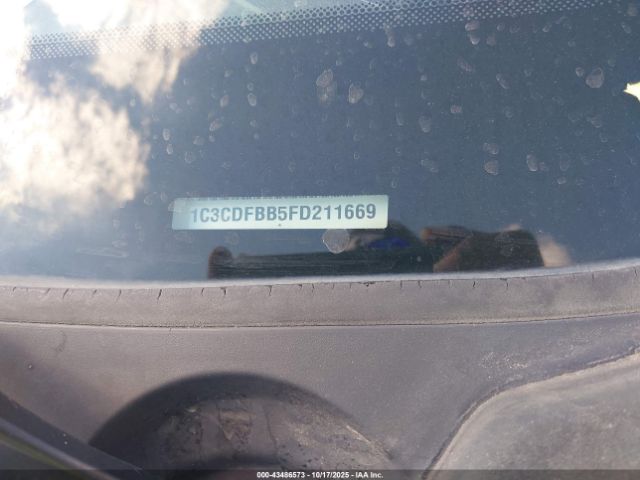 1C3CDFBB5FD211669
000-43486573 | 10/17/2025 | IAA Inc.